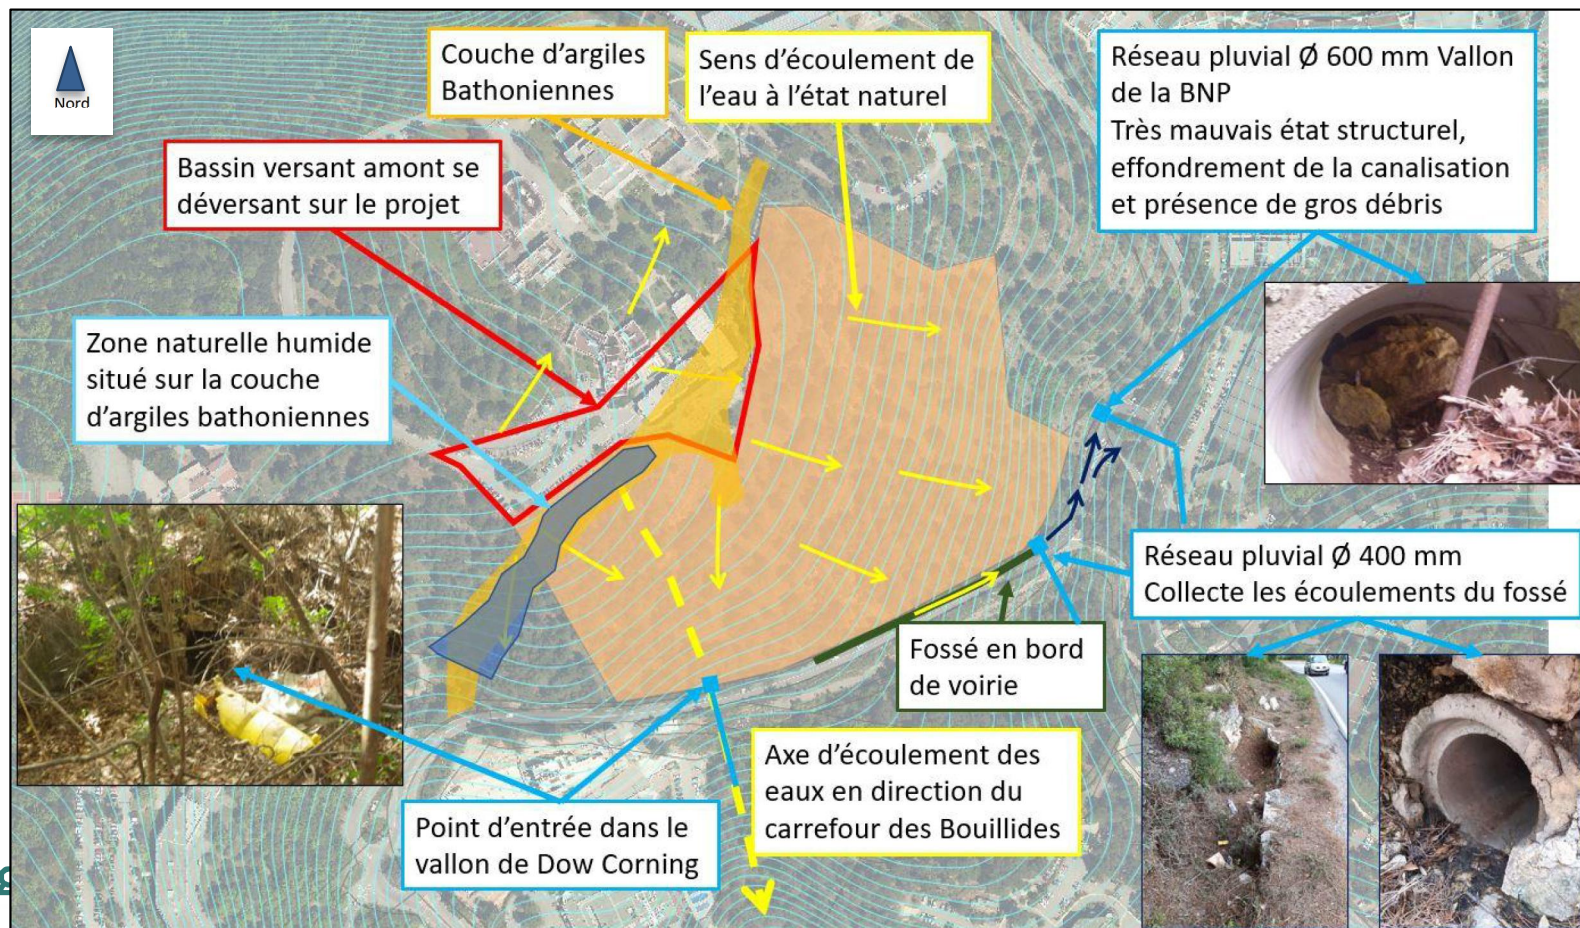 Nord
Couche d'argiles
Bathoniennes
Sens d'écoulement de
l'eau à l'état naturel
Réseau pluvial Ø 600 mm Vallon
de la BNP
Très mauvais état structurel,
effondrement de la canalisation
et présence de gros débris
Bassin versant amont se
déversant sur le projet
Zone naturelle humide
situé sur la couche
d'argiles bathoniennes
Réseau pluvial Ø 400 mm
Collecte les écoulements du fossé
Fossé en bord
de voirie
Axe d'écoulement des
eaux en direction du
carrefour des Bouillides
Point d'entrée dans le
vallon de Dow Corning